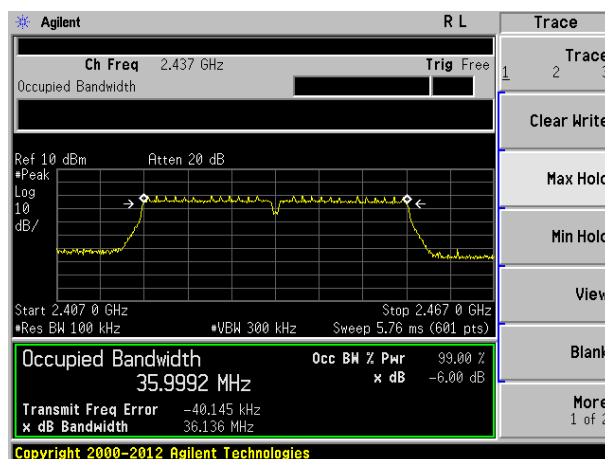 Agilent R L Trace
Ch Freq 2.437 GHz Trig Free
Occupied Bandwidth
Trace
1 2 3
Clear Write
Max Hold
Min Hold
View
Blank
More
1 of 2
Ref 10 dBm Atten 20 dB
#Peak
Log
10
dB/
Start 2.407 0 GHz Stop 2.467 0 GHz
#Res BW 100 kHz #VBW 300 kHz Sweep 5.76 ms (601 pts)
Occupied Bandwidth Occ BW % Pwr 99.00 %
35.9992 MHz x dB -6.00 dB
Transmit Freq Error -40.145 kHz
x dB Bandwidth 36.136 MHz
Copyright 2000-2012 Agilent Technologies